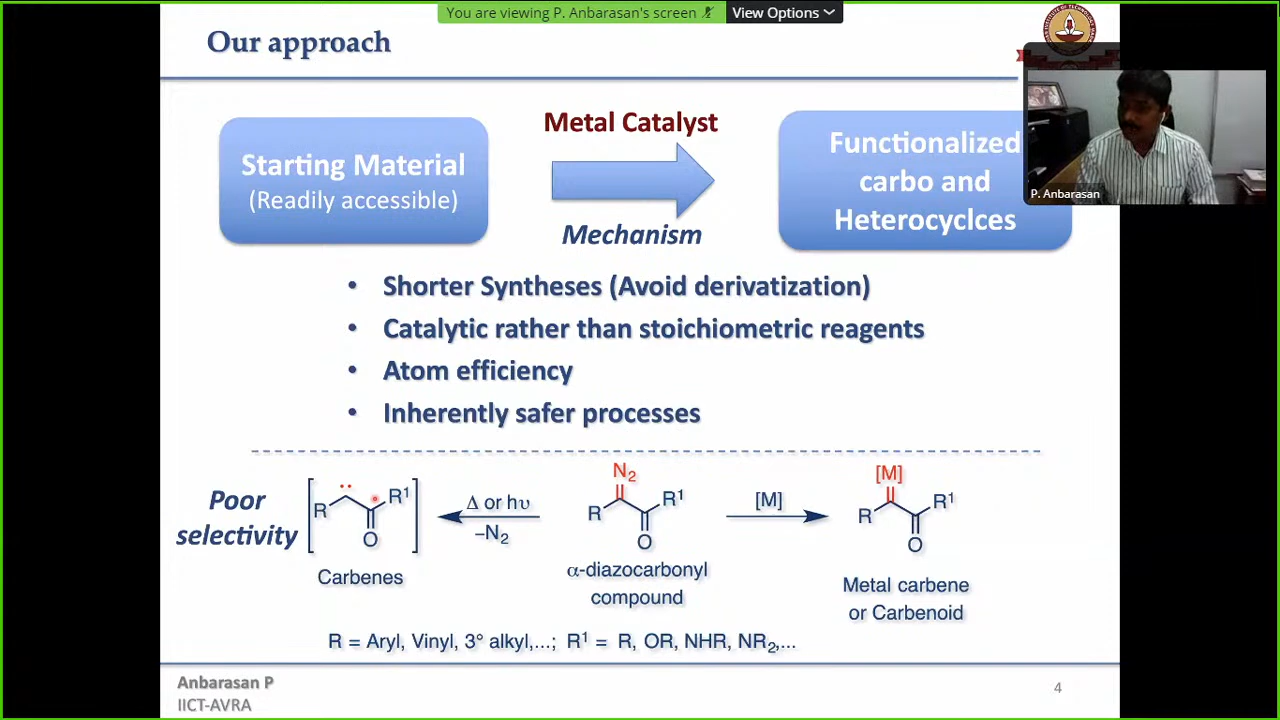 You are viewing P. Anbarasan's screen
View Options
Our approach
P. Anbarasan
Starting Material
(Readily accessible)
Metal Catalyst
Mechanism
Functionalized
carbo and
Heterocyclces
• Shorter Syntheses (Avoid derivatization)
• Catalytic rather than stoichiometric reagents
• Atom efficiency
• Inherently safer processes
Poor
selectivity
R
R¹
O
Carbenes
Δ or hυ
–N₂
N₂
R
R¹
O
α-diazocarbonyl
compound
[M]
[M]
R
R¹
O
Metal carbene
or Carbenoid
R = Aryl, Vinyl, 3° alkyl,...; R¹ = R, OR, NHR, NR₂,...
Anbarasan P
IICT-AVRA
4